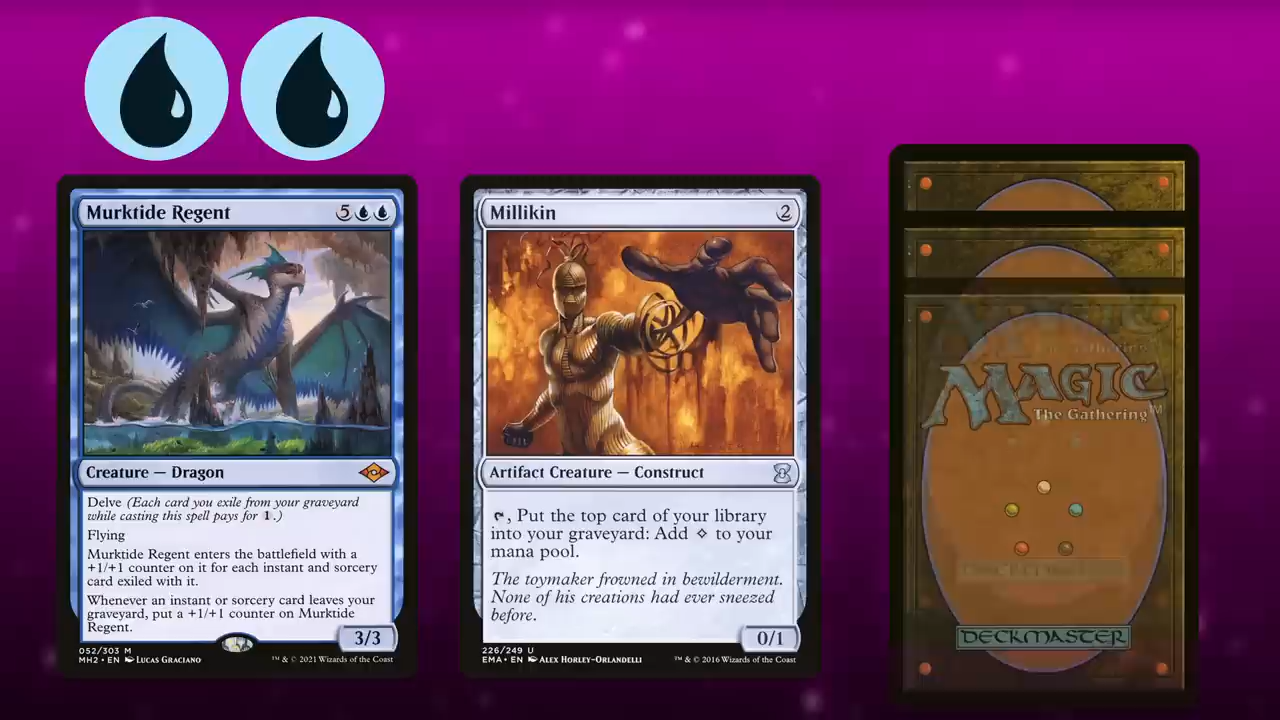 Murktide Regent 5
Creature — Dragon
Delve (Each card you exile from your graveyard
while casting this spell pays for 1.)
Flying
Murktide Regent enters the battlefield with a
+1/+1 counter on it for each instant and sorcery
card exiled with it.
Whenever an instant or sorcery card leaves your
graveyard, put a +1/+1 counter on Murktide
Regent.
3/3
052/303 M
MH2 • EN Lucas Graciano ™ & © 2021 Wizards of the Coast
Millikin 2
Artifact Creature — Construct
, Put the top card of your library
into your graveyard: Add to your
mana pool.
The toymaker frowned in bewilderment.
None of his creations had ever sneezed
before.
0/1
226/249 U
EMA • EN Alex Horley-Orlandelli ™ & © 2016 Wizards of the Coast
Magic
The Gathering™
DECKMASTER